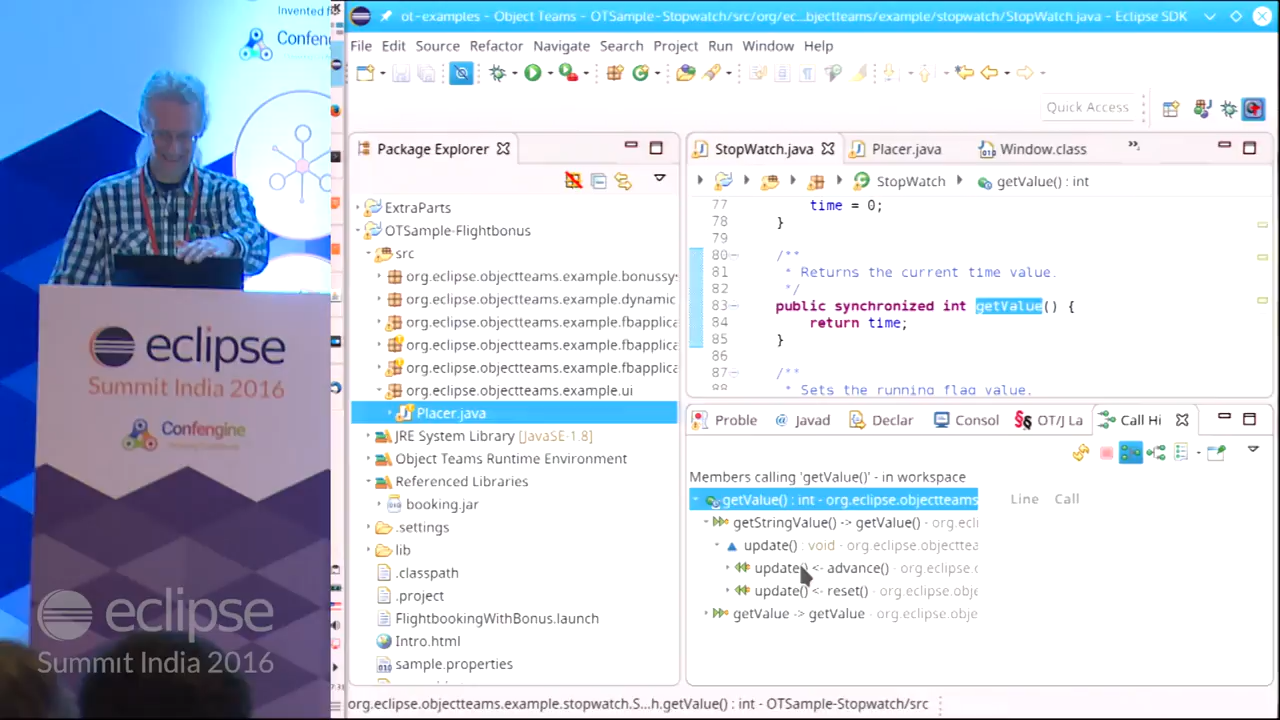 Invented f
Confen
eclipse
Summit India 2016
Confengine
eclipse
Summit India 2016
ot-examples - Object Teams - OTSample-Stopwatch/src/org/ec...bjectteams/example/stopwatch/StopWatch.java - Eclipse SDK
File Edit Source Refactor Navigate Search Project Run Window Help
Quick Access
Package Explorer
ExtraParts
OTSample-Flightbonus
src
org.eclipse.objectteams.example.bonussy
org.eclipse.objectteams.example.dynamic
org.eclipse.objectteams.example.fbapplica
org.eclipse.objectteams.example.fbapplica
org.eclipse.objectteams.example.fbapplica
org.eclipse.objectteams.example.ui
Placer.java
JRE System Library [JavaSE-1.8]
Object Teams Runtime Environment
Referenced Libraries
booking.jar
.settings
lib
.classpath
.project
FlightbookingWithBonus.launch
Intro.html
sample.properties
StopWatch.java Placer.java Window.class
StopWatch getValue() : int
77 time = 0;
78 }
79
80 /**
81 * Returns the current time value.
82 */
83 public synchronized int getValue() {
84 return time;
85 }
86
87 /**
88 * Sets the running flag value.
Proble Javad Declar Consol OT/J La Call Hi
Members calling 'getValue()' - in workspace
getValue() : int - org.eclipse.objectteams Line Call
getStringValue() -> getValue() - org.ecl
update() : void - org.eclipse.objecttea
update() <- advance() - org.eclipse.o
update() <- reset() - org.eclipse.obje
getValue -> getValue - org.eclipse.obje
org.eclipse.objectteams.example.stopwatch.S...h.getValue() : int - OTSample-Stopwatch/src